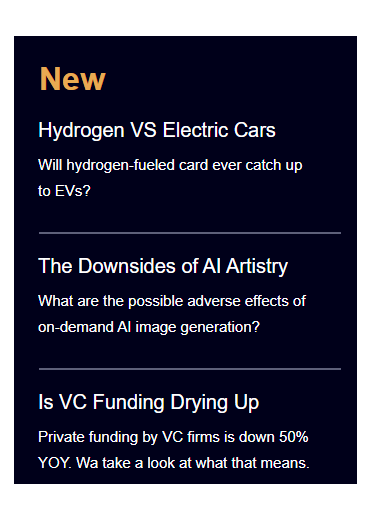 New
Hydrogen VS Electric Cars
Will hydrogen-fueled card ever catch up
to EVs?
The Downsides of AI Artistry
What are the possible adverse effects of
on-demand AI image generation?
Is VC Funding Drying Up
Private funding by VC firms is down 50%
YOY. Wa take a look at what that means.